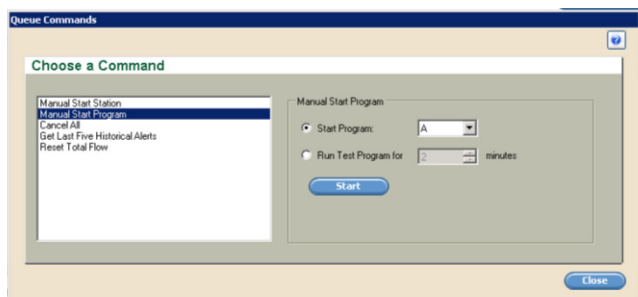 Queue Commands
Choose a Command
Manual Start Station
Manual Start Program
Cancel All
Get Last Five Historical Alerts
Reset Total Flow
Manual Start Program
Start Program: A
Run Test Program for 2 minutes
Start
Close